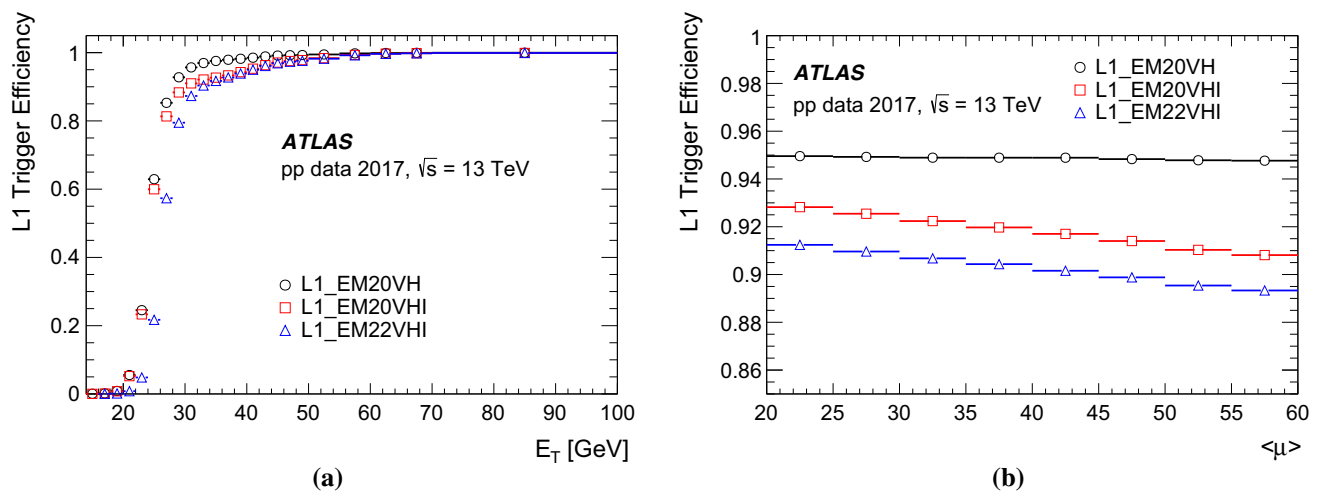 L1 Trigger Efficiency
1
0.8
0.6
0.4
0.2
0
ATLAS
pp data 2017, √s = 13 TeV
L1_EM20VH
L1_EM20VHI
L1_EM22VHI
20 30 40 50 60 70 80 90 100
E_T [GeV]
(a)
L1 Trigger Efficiency
1
0.98
0.96
0.94
0.92
0.9
0.88
0.86
ATLAS
pp data 2017, √s = 13 TeV
L1_EM20VH
L1_EM20VHI
L1_EM22VHI
20 25 30 35 40 45 50 55 60
<μ>
(b)